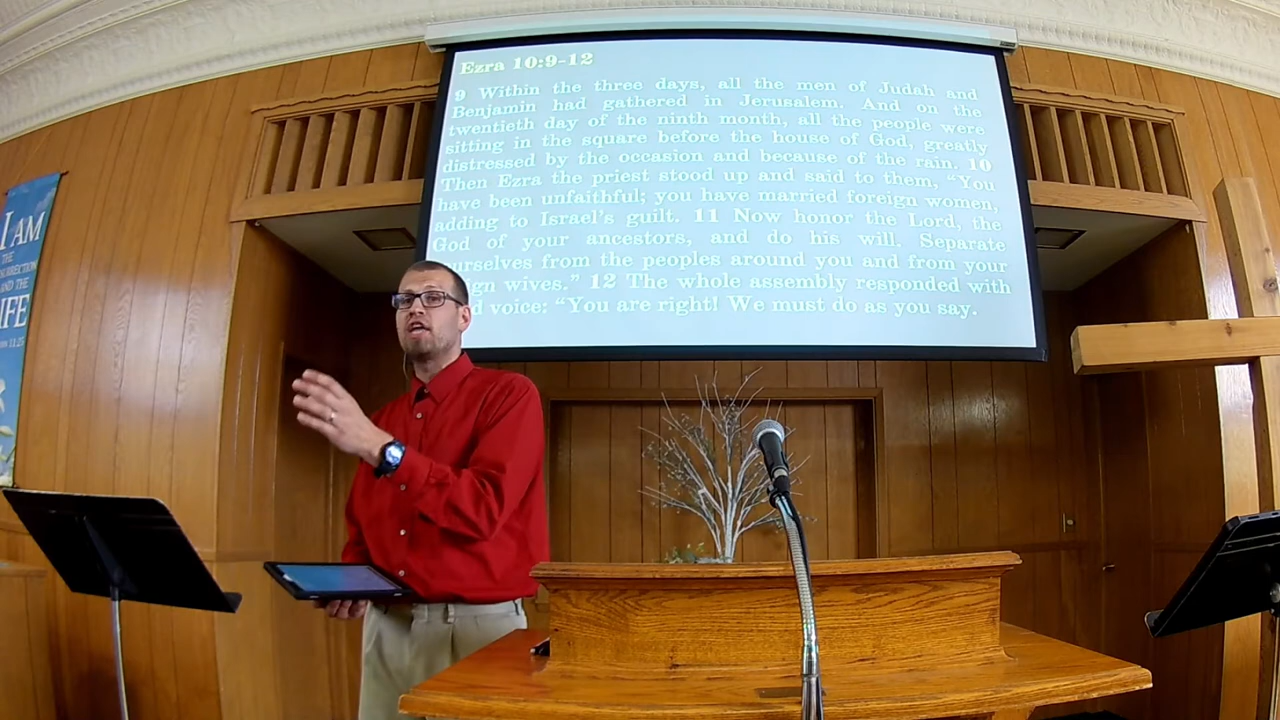 Ezra 10:9-12
9 Within the three days, all the men of Judah and
Benjamin had gathered in Jerusalem. And on the
twentieth day of the ninth month, all the people were
sitting in the square before the house of God, greatly
distressed by the occasion and because of the rain. 10
Then Ezra the priest stood up and said to them, “You
have been unfaithful; you have married foreign women,
adding to Israel’s guilt. 11 Now honor the Lord, the
God of your ancestors, and do his will. Separate
urselves from the peoples around you and from your
ign wives.” 12 The whole assembly responded with
d voice: “You are right! We must do as you say.
I AM
THE
RESURRECTION
AND THE
LIFE